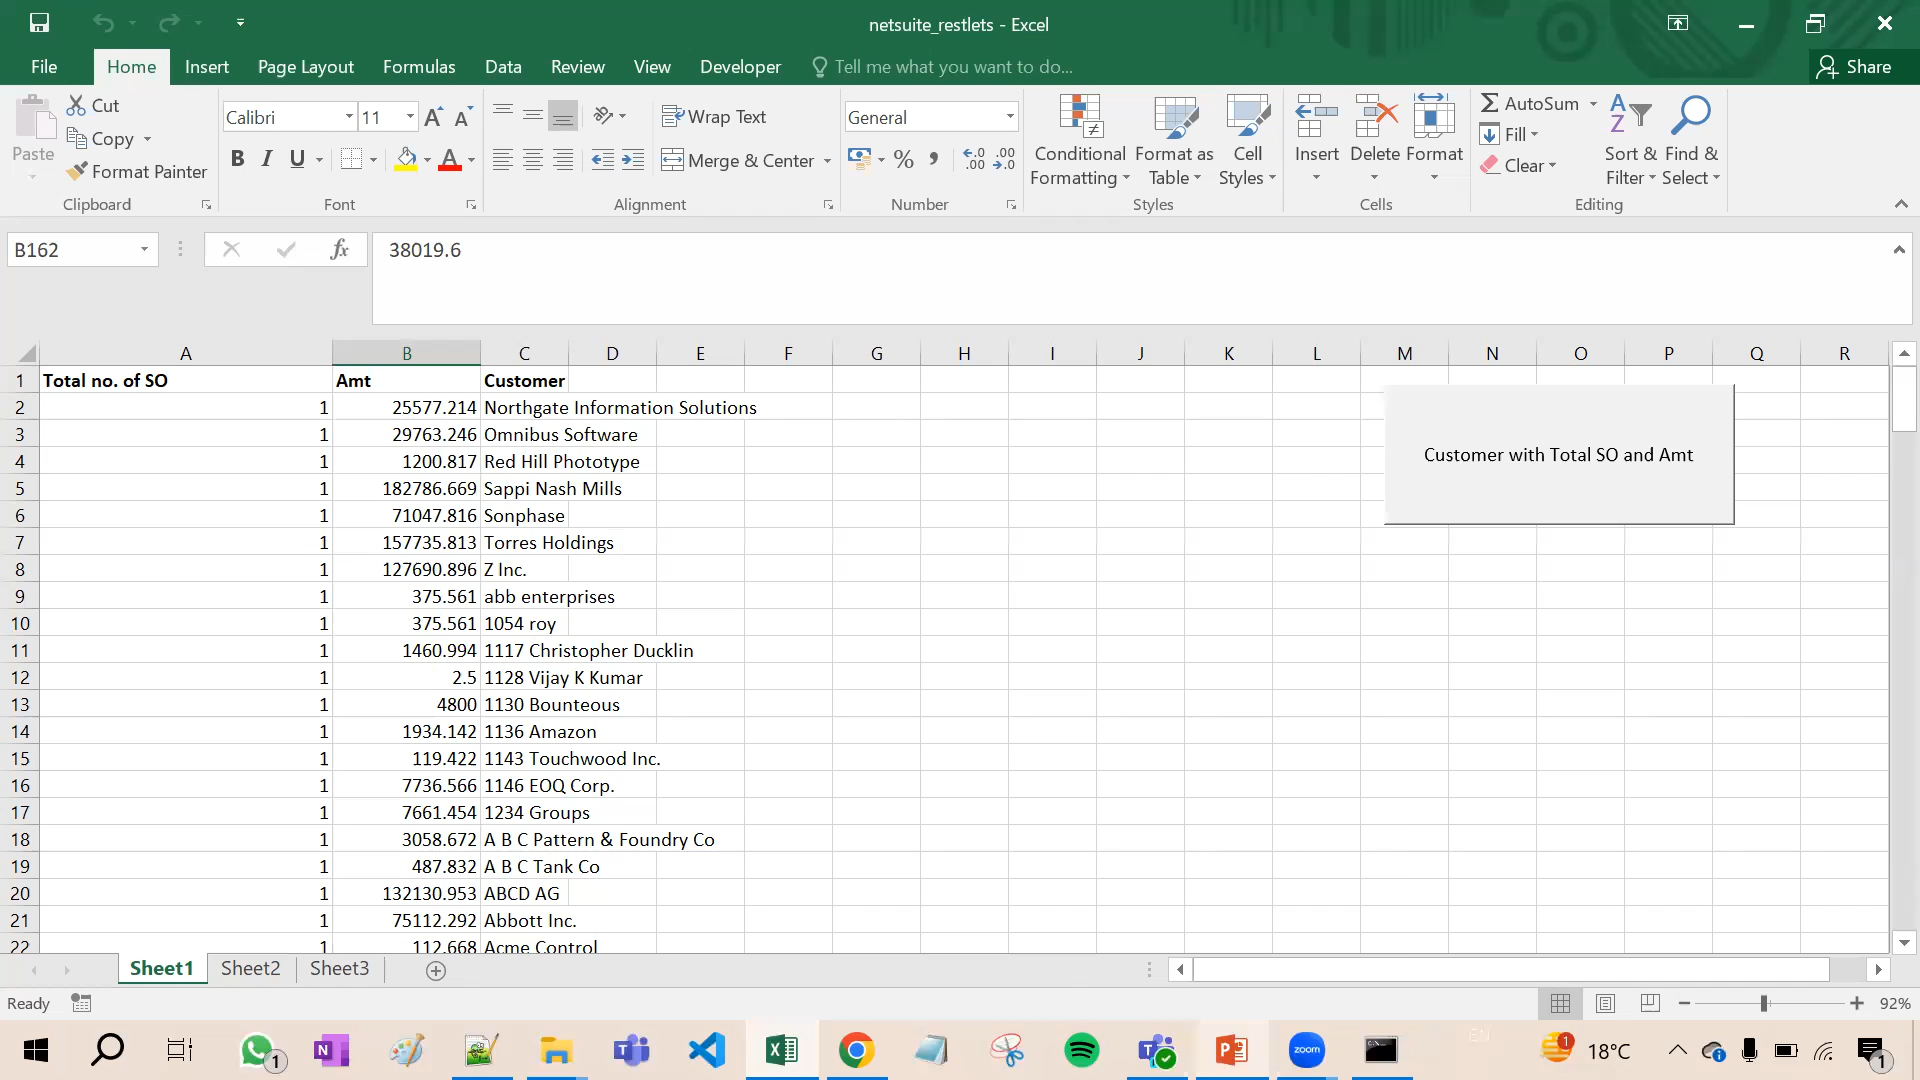 netsuite_restlets - Excel
File Home Insert Page Layout Formulas Data Review View Developer Tell me what you want to do... Share
Paste
Cut
Copy
Format Painter
Clipboard
Calibri 11
B I U
Font
Wrap Text
Merge & Center
Alignment
General
Number
Conditional Formatting
Format as Table
Cell Styles
Styles
Insert Delete Format
Cells
AutoSum
Fill
Clear
Sort & Filter
Find & Select
Editing
B162 fx 38019.6
A B C D E F G H I J K L M N O P Q R
1 Total no. of SO Amt Customer
2 1 25577.214 Northgate Information Solutions
3 1 29763.246 Omnibus Software
4 1 1200.817 Red Hill Phototype
5 1 182786.669 Sappi Nash Mills
6 1 71047.816 Sonphase
7 1 157735.813 Torres Holdings
8 1 127690.896 Z Inc.
9 1 375.561 abb enterprises
10 1 375.561 1054 roy
11 1 1460.994 1117 Christopher Ducklin
12 1 2.5 1128 Vijay K Kumar
13 1 4800 1130 Bounteous
14 1 1934.142 1136 Amazon
15 1 119.422 1143 Touchwood Inc.
16 1 7736.566 1146 EOQ Corp.
17 1 7661.454 1234 Groups
18 1 3058.672 A B C Pattern & Foundry Co
19 1 487.832 A B C Tank Co
20 1 132130.953 ABCD AG
21 1 75112.292 Abbott Inc.
22 1 112.668 Acme Control
Customer with Total SO and Amt
Sheet1 Sheet2 Sheet3
Ready
92%
1
zoom
1
18°C
1